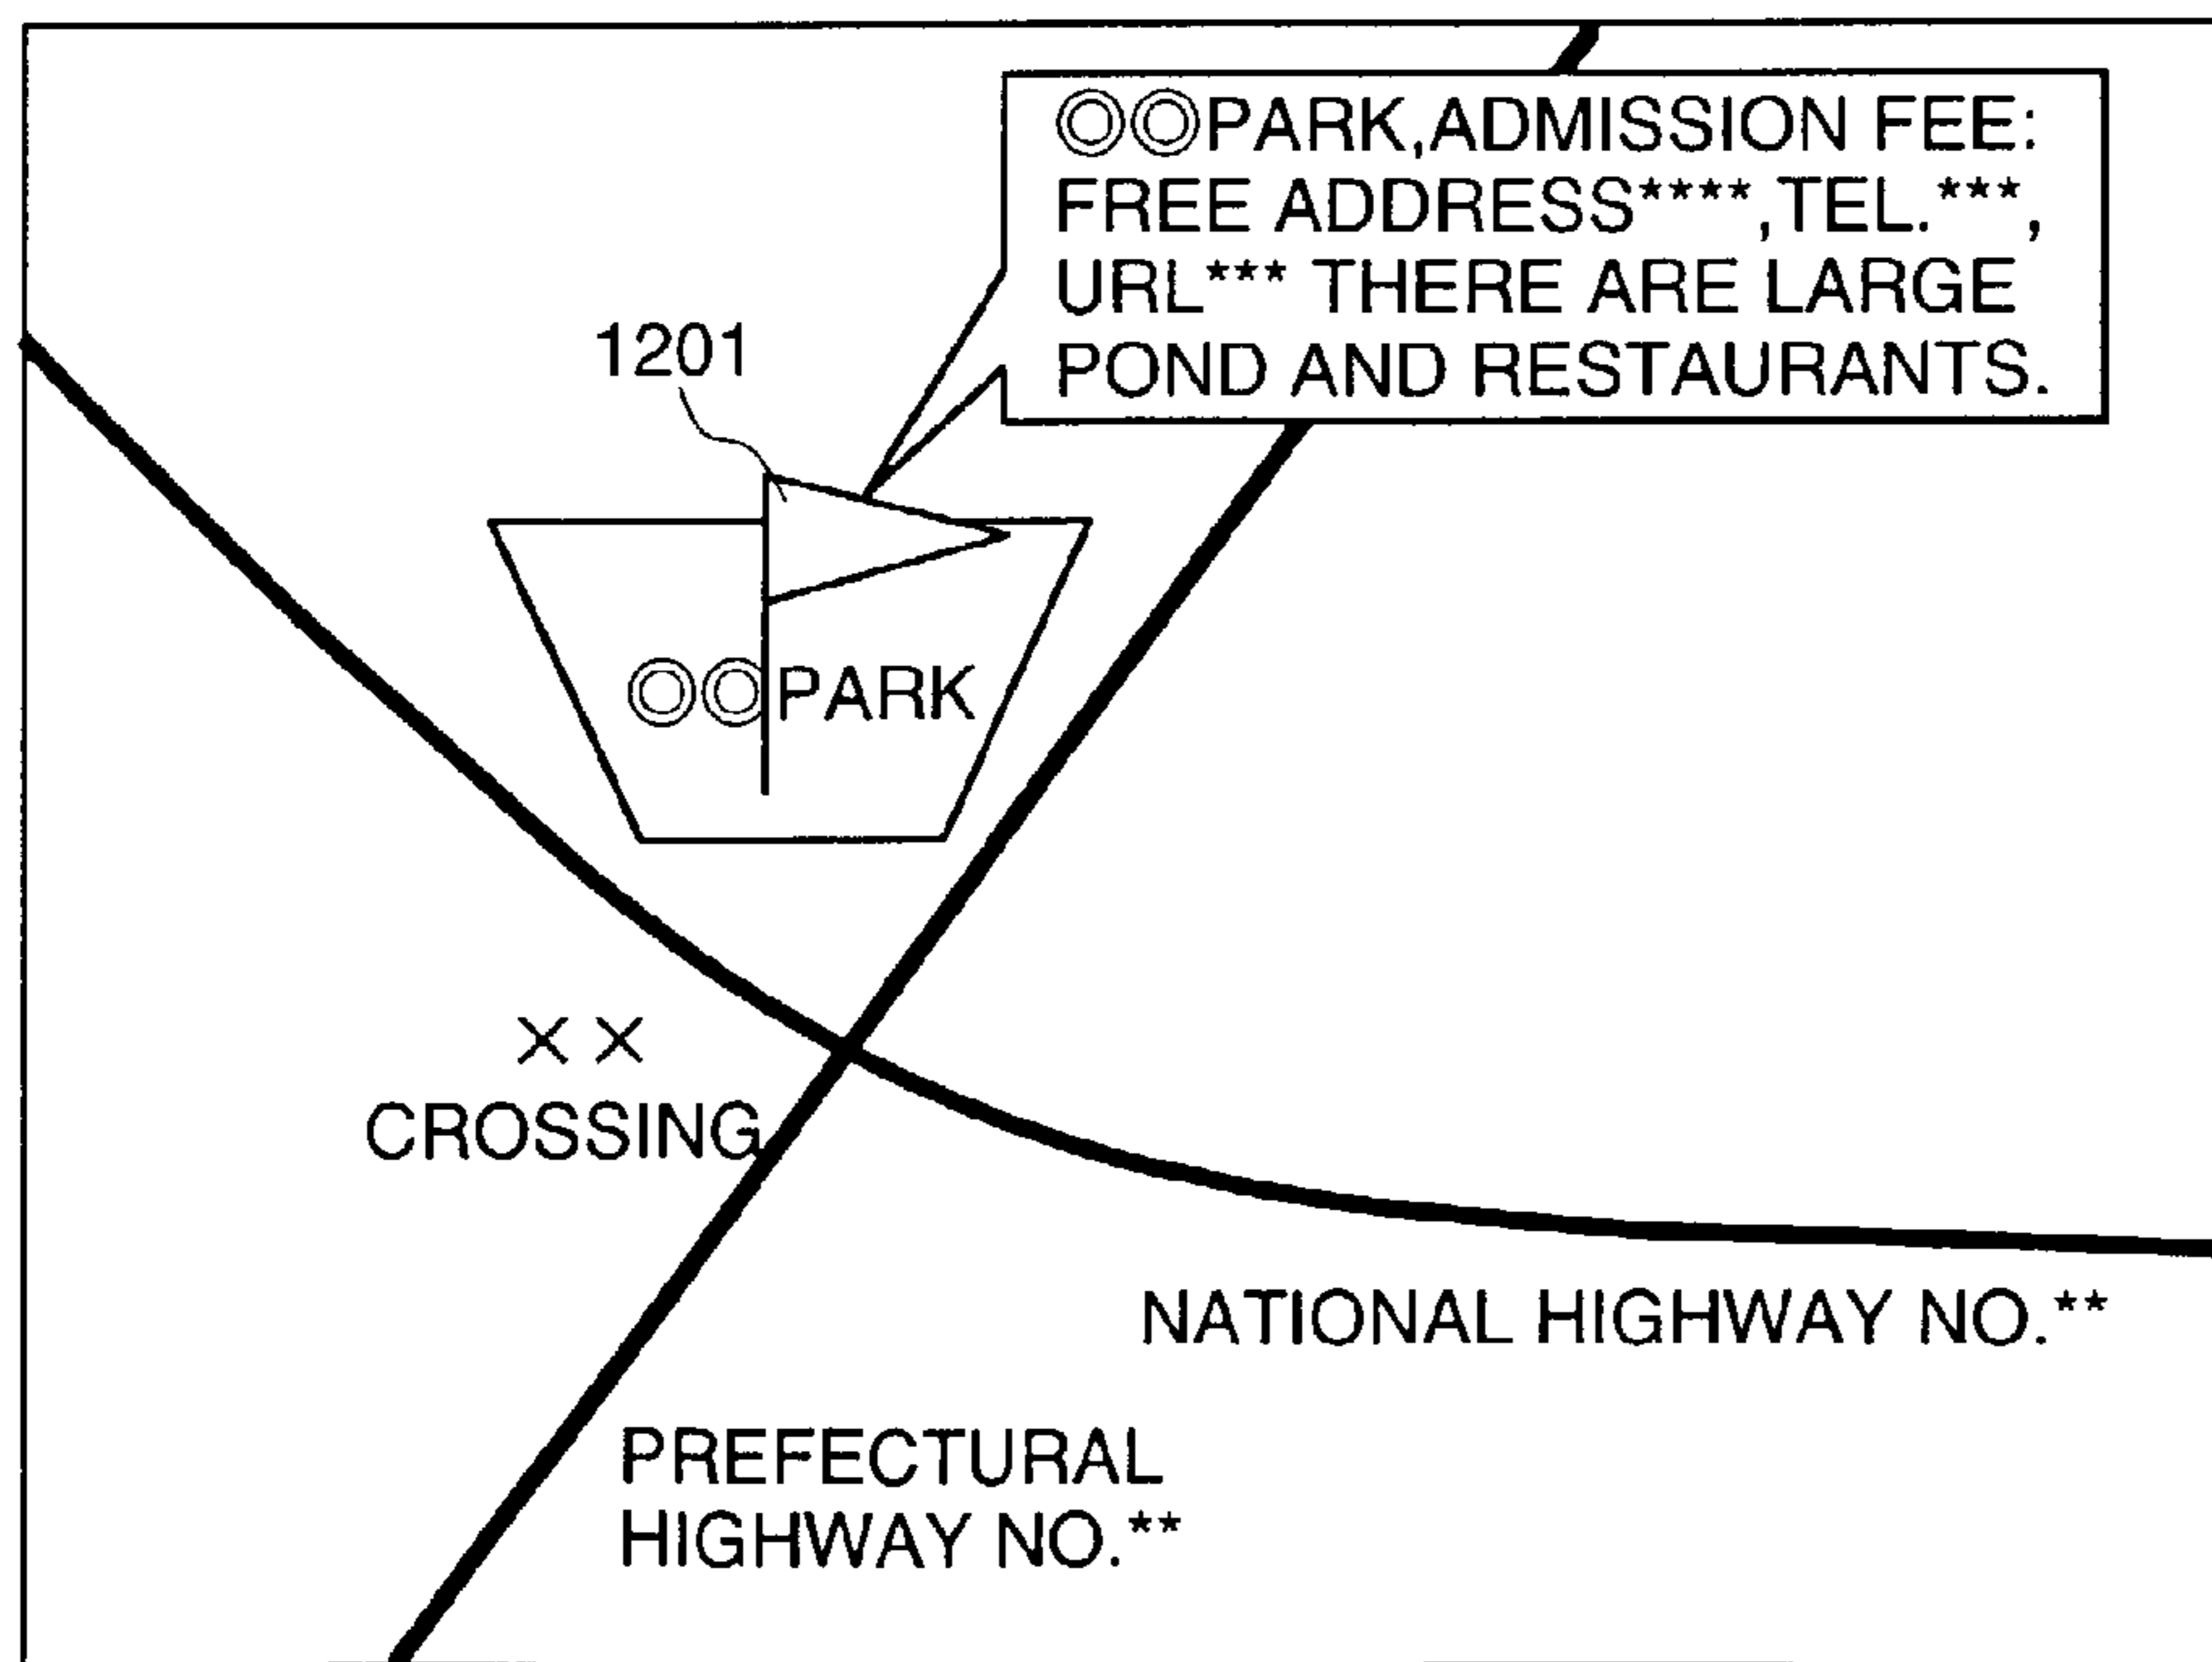 ◎◎PARK,ADMISSION FEE:
FREE ADDRESS****,TEL.***,
URL*** THERE ARE LARGE
POND AND RESTAURANTS.
1201
◎◎PARK
××
CROSSING
NATIONAL HIGHWAY NO.**
PREFECTURAL
HIGHWAY NO.**